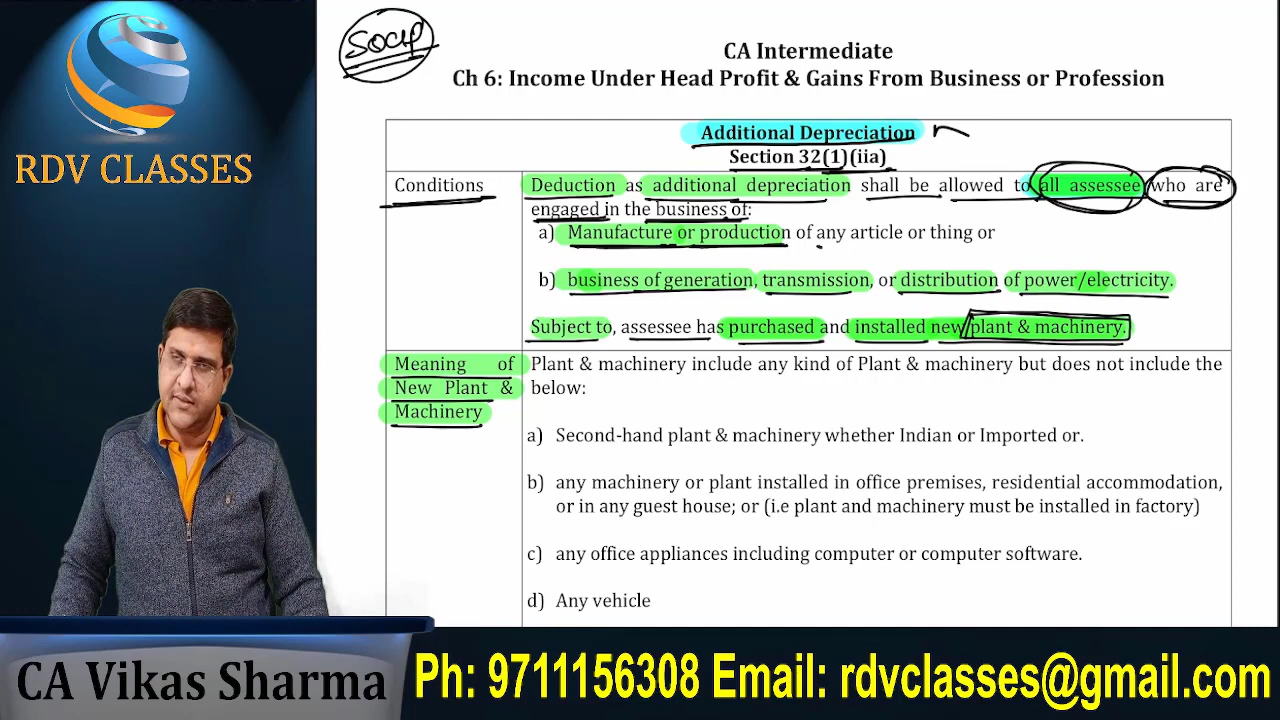 SOCIP
CA Intermediate
Ch 6: Income Under Head Profit & Gains From Business or Profession
RDV CLASSES
Additional Depreciation
Section 32(1)(iia)
Conditions
Deduction as additional depreciation shall be allowed to all assessee who are
engaged in the business of:
a) Manufacture or production of any article or thing or
b) business of generation, transmission, or distribution of power/electricity.
Subject to, assessee has purchased and installed new plant & machinery.
Meaning of
New Plant &
Machinery
Plant & machinery include any kind of Plant & machinery but does not include the
below:
a) Second-hand plant & machinery whether Indian or Imported or.
b) any machinery or plant installed in office premises, residential accommodation,
or in any guest house; or (i.e plant and machinery must be installed in factory)
c) any office appliances including computer or computer software.
d) Any vehicle
CA Vikas Sharma
Ph: 9711156308 Email: rdvclasses@gmail.com